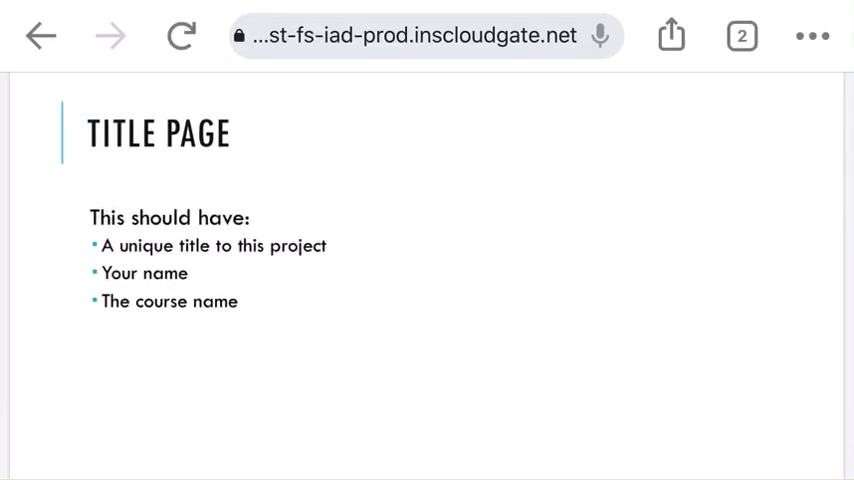 ...st-fs-iad-prod.inscloudgate.net
2
TITLE PAGE
This should have:
▪ A unique title to this project
▪ Your name
▪ The course name